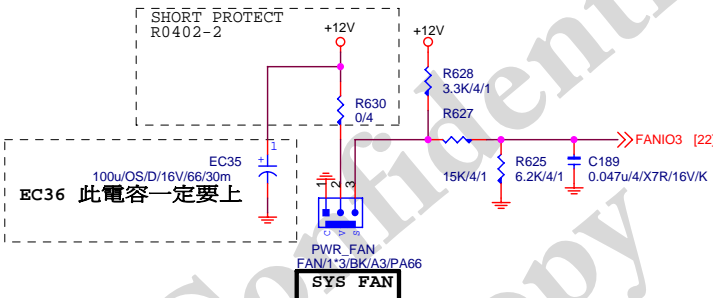 SHORT PROTECT
R0402-2
+12V
+12V
R628
3.3K/4/1
R630
0/4
R627
FANIO3 [22]
1
EC35
+
100u/OS/D/16V/66/30m
EC36 此電容一定要上
15K/4/1
R625
6.2K/4/1
C189
0.047u/4/X7R/16V/K
1
2
3
C
V
S
PWR_FAN
FAN/1*3/BK/A3/PA66
SYS FAN
Confidential
Copy